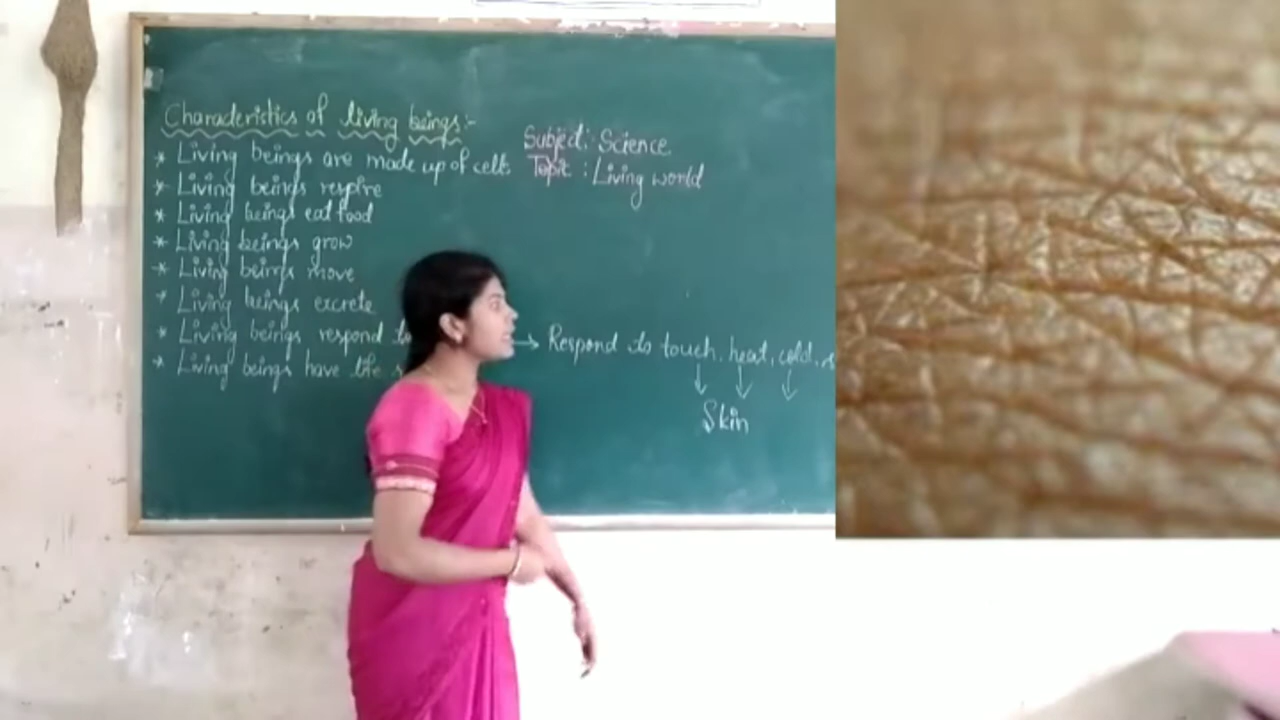 Characteristics of living beings:-
* Living beings are made up of cells
* Living beings respire
* Living beings eat food
* Living beings grow
* Living beings move
* Living beings excrete
* Living beings respond to
* Living beings have life
Subject: Science
Topic: Living world
→ Respond to touch, heat, cold,
Skin